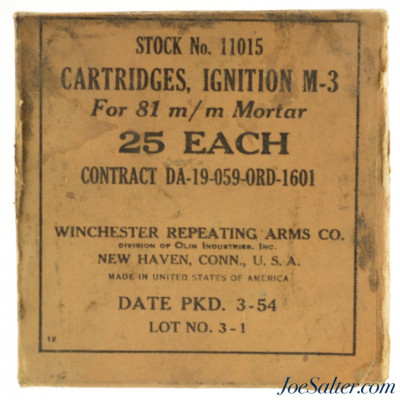 STOCK No. 11015
CARTRIDGES, IGNITION M-3
For 81 m/m Mortar
25 EACH
CONTRACT DA-19-059-ORD-1601
WINCHESTER REPEATING ARMS CO.
DIVISION OF OLIN INDUSTRIES, INC.
NEW HAVEN, CONN., U. S. A.
MADE IN UNITED STATES OF AMERICA
DATE PKD. 3-54
LOT NO. 3-1
12
JoeSalter.com